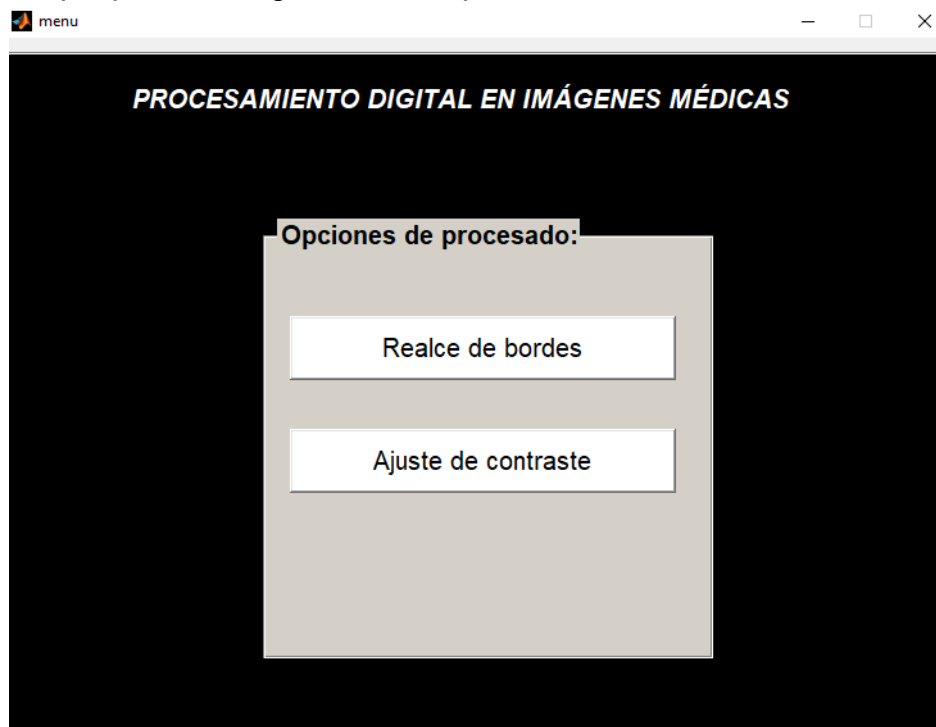 menu
PROCESAMIENTO DIGITAL EN IMÁGENES MÉDICAS
Opciones de procesado:
Realce de bordes
Ajuste de contraste